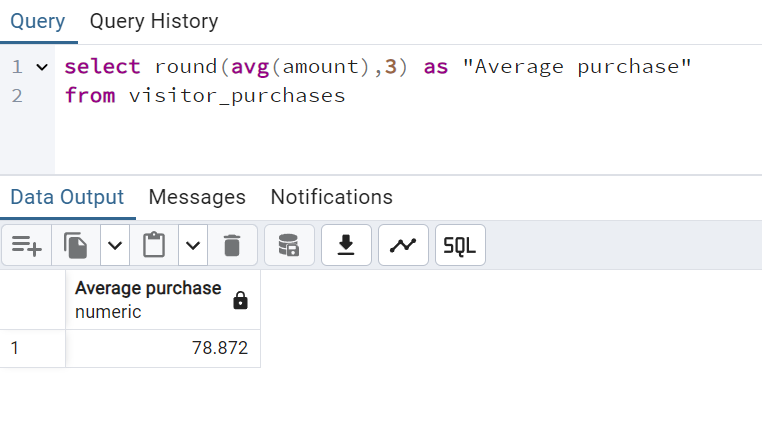 Query Query History
1 select round(avg(amount),3) as "Average purchase"
2 from visitor_purchases
Data Output Messages Notifications
SQL
Average purchase
numeric
1 78.872